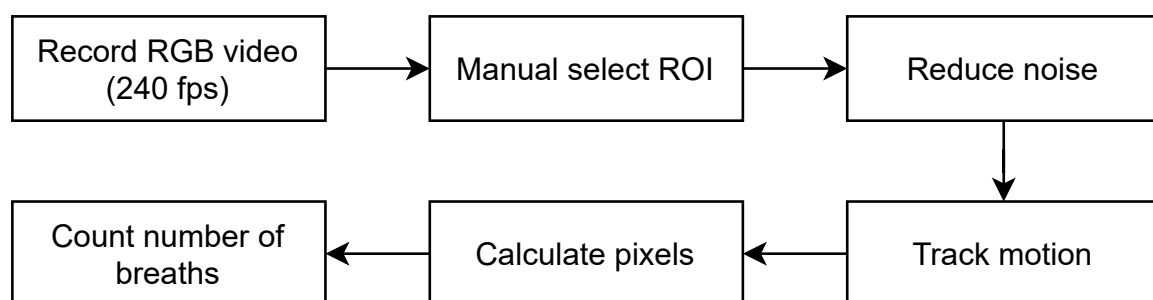 Record RGB video
(240 fps)
Manual select ROI
Reduce noise
Track motion
Calculate pixels
Count number of
breaths